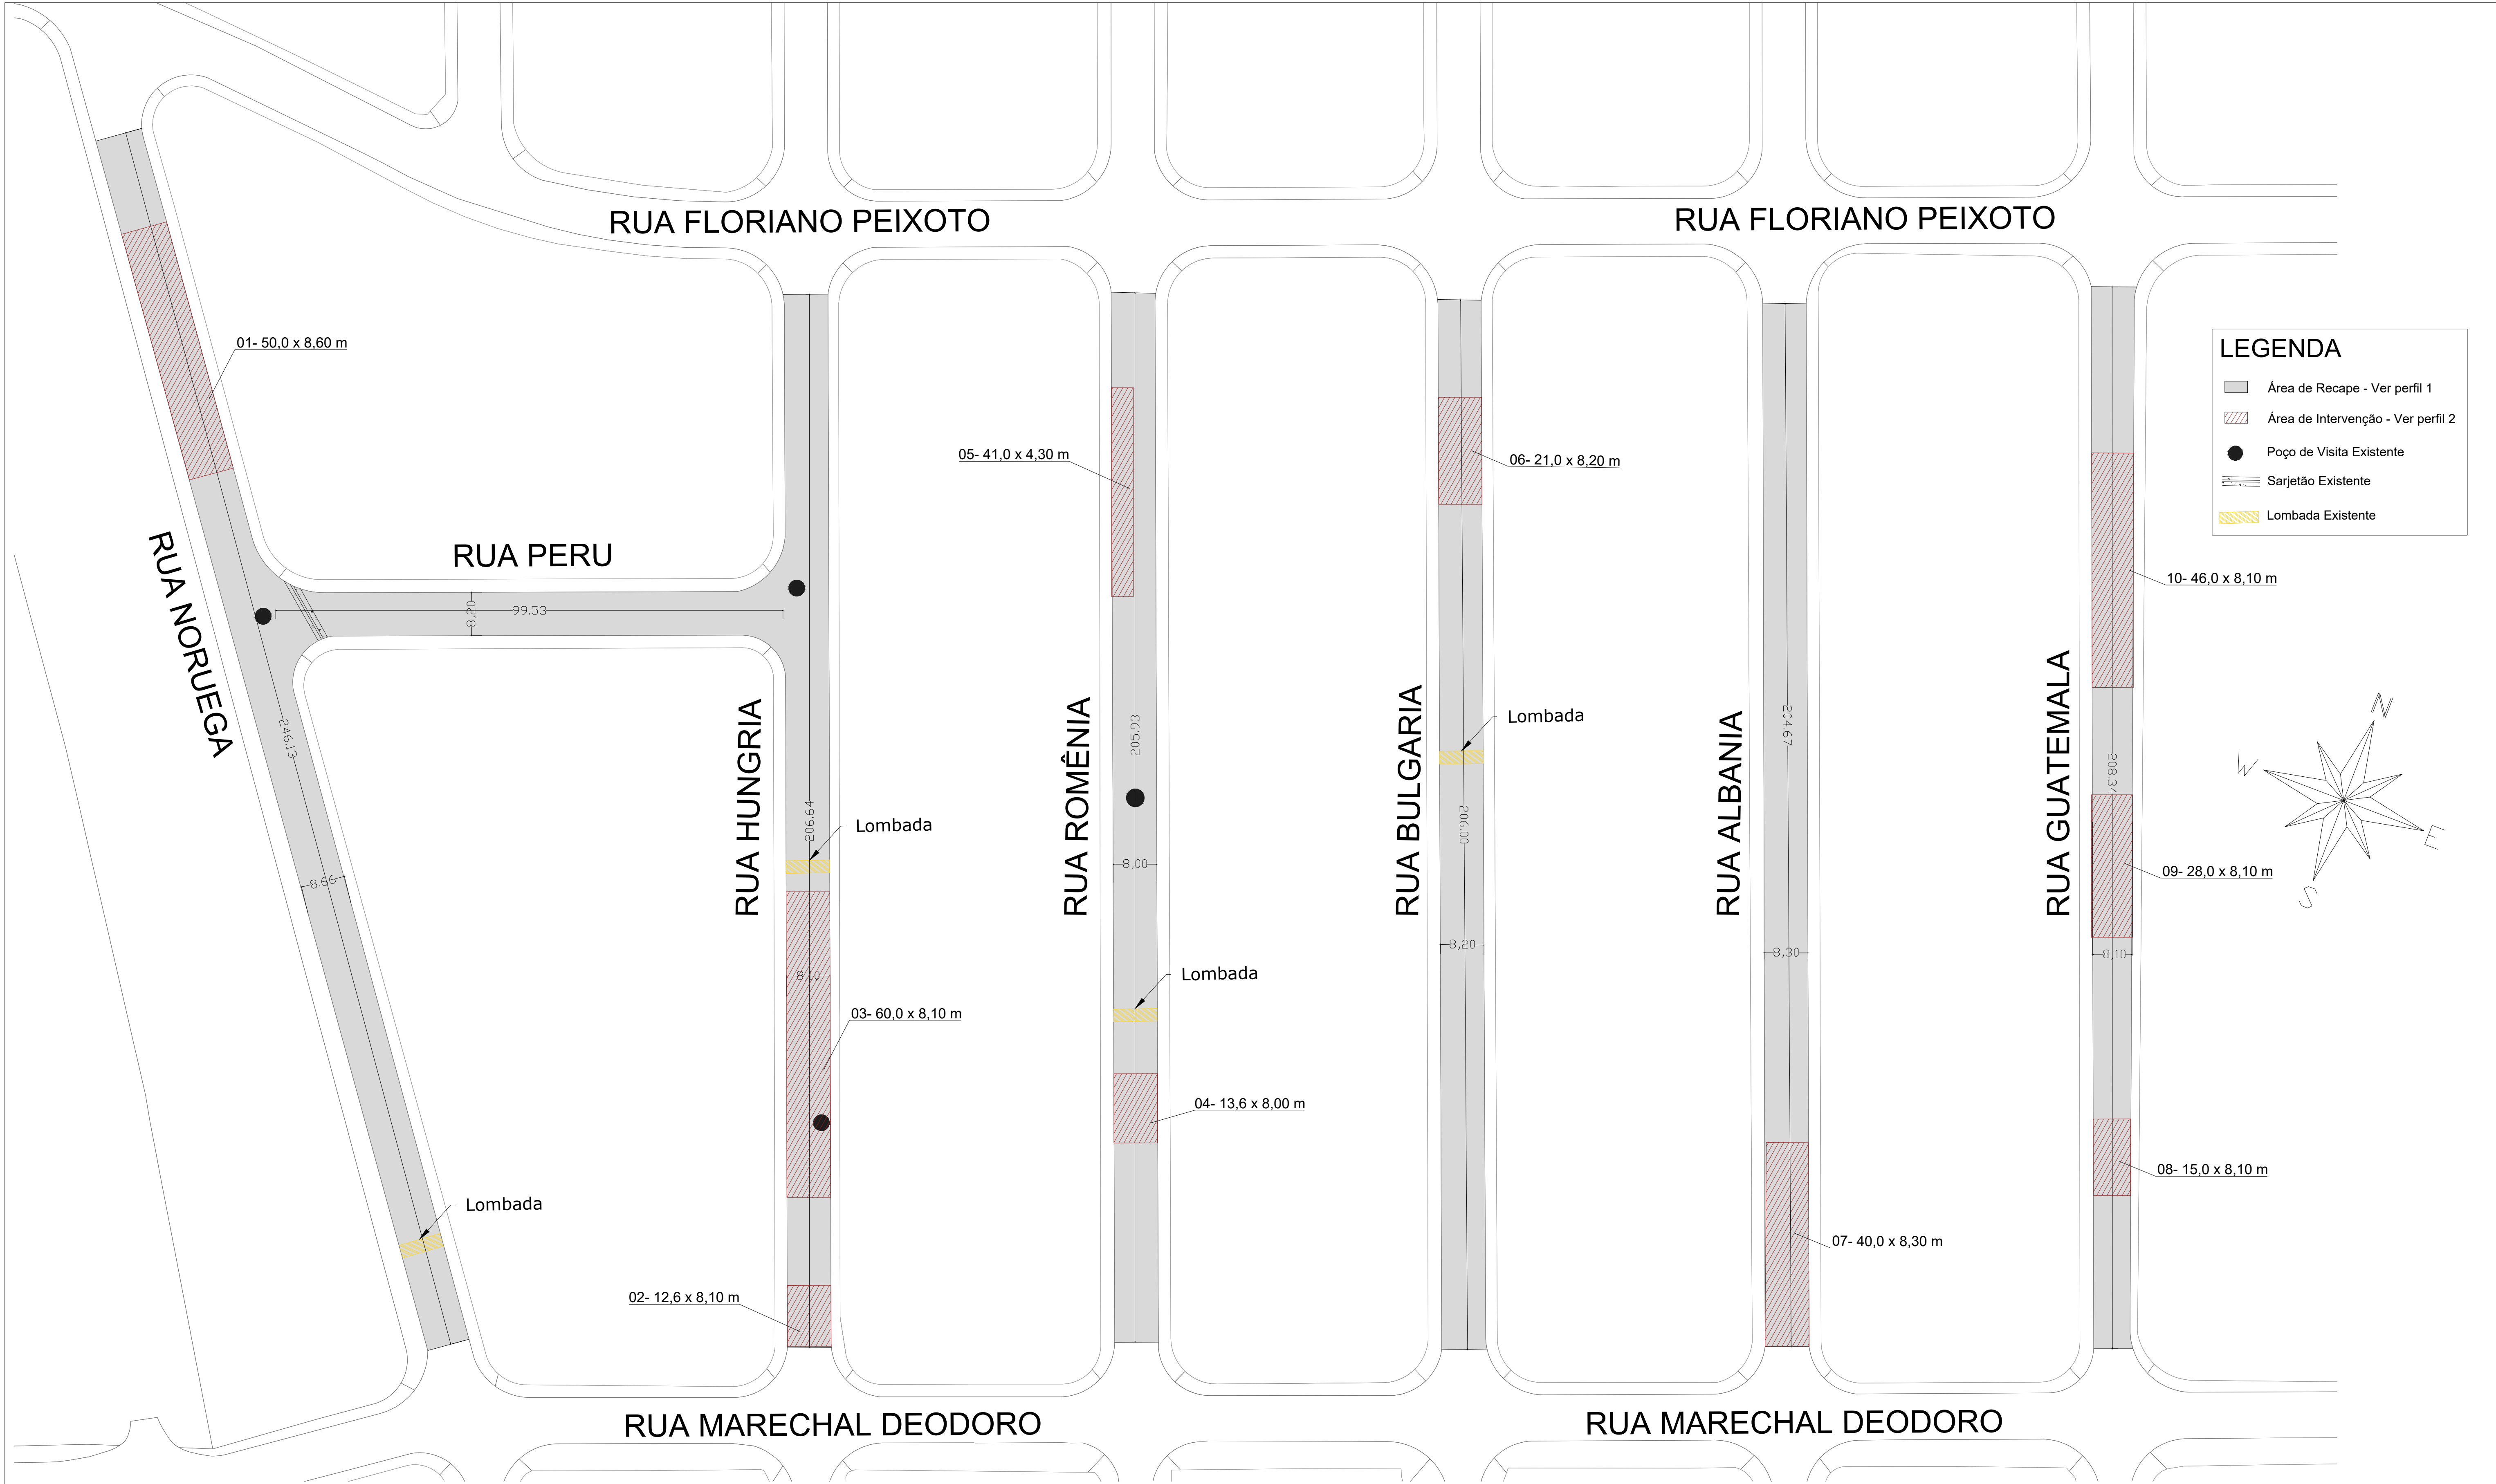 RUA FLORIANO PEIXOTO
RUA FLORIANO PEIXOTO
01- 50,0 x 8,60 m
LEGENDA
Área de Recape - Ver perfil 1
Área de Intervenção - Ver perfil 2
Poço de Visita Existente
Sarjetão Existente
Lombada Existente
05- 41,0 x 4,30 m
06- 21,0 x 8,20 m
10- 46,0 x 8,10 m
RUA PERU
8,20
99.53
RUA NORUEGA
246.13
8.66
RUA HUNGRIA
206.64
Lombada
8,10
03- 60,0 x 8,10 m
RUA ROMÊNIA
205.93
8,00
Lombada
04- 13,6 x 8,00 m
RUA BULGARIA
Lombada
206.00
8,20
RUA ALBANIA
204.67
8,30
RUA GUATEMALA
208.34
09- 28,0 x 8,10 m
8,10
N
W
E
S
08- 15,0 x 8,10 m
Lombada
07- 40,0 x 8,30 m
02- 12,6 x 8,10 m
RUA MARECHAL DEODORO
RUA MARECHAL DEODORO